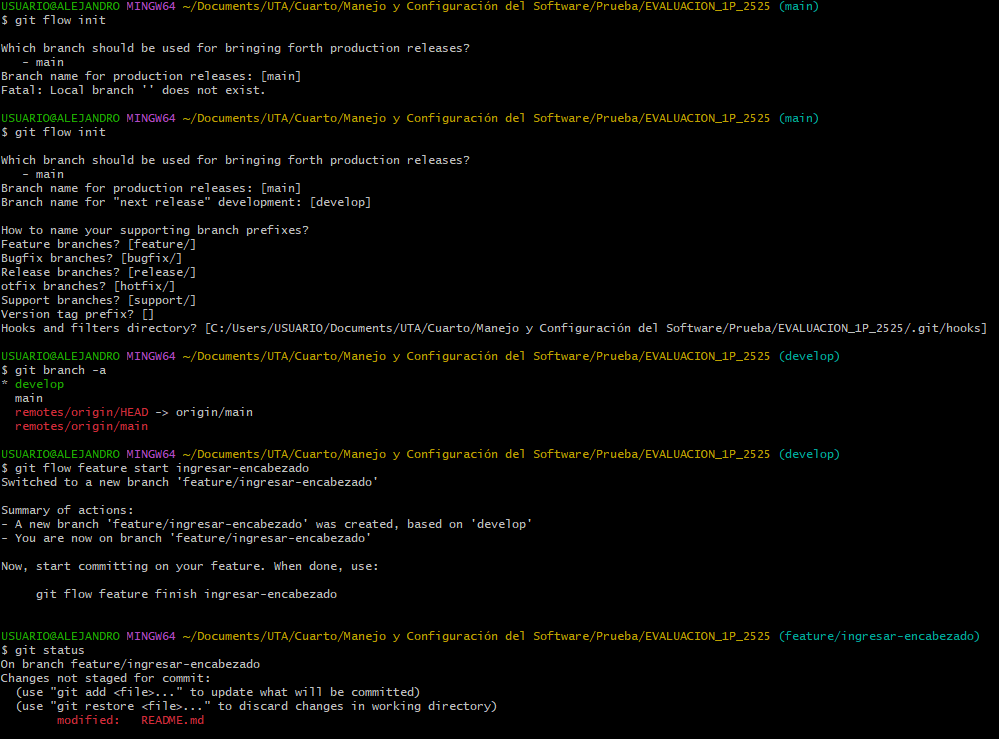 USUARIO@ALEJANDRO MINGW64 ~/Documents/UTA/Cuarto/Manejo y Configuración del Software/Prueba/EVALUACION_1P_2525 (main)
$ git flow init
Which branch should be used for bringing forth production releases?
   - main
Branch name for production releases: [main]
Fatal: Local branch '' does not exist.
USUARIO@ALEJANDRO MINGW64 ~/Documents/UTA/Cuarto/Manejo y Configuración del Software/Prueba/EVALUACION_1P_2525 (main)
$ git flow init
Which branch should be used for bringing forth production releases?
   - main
Branch name for production releases: [main]
Branch name for "next release" development: [develop]
How to name your supporting branch prefixes?
Feature branches? [feature/]
Bugfix branches? [bugfix/]
Release branches? [release/]
otfix branches? [hotfix/]
Support branches? [support/]
Version tag prefix? []
Hooks and filters directory? [C:/Users/USUARIO/Documents/UTA/Cuarto/Manejo y Configuración del Software/Prueba/EVALUACION_1P_2525/.git/hooks]
USUARIO@ALEJANDRO MINGW64 ~/Documents/UTA/Cuarto/Manejo y Configuración del Software/Prueba/EVALUACION_1P_2525 (develop)
$ git branch -a
* develop
  main
  remotes/origin/HEAD -> origin/main
  remotes/origin/main
USUARIO@ALEJANDRO MINGW64 ~/Documents/UTA/Cuarto/Manejo y Configuración del Software/Prueba/EVALUACION_1P_2525 (develop)
$ git flow feature start ingresar-encabezado
Switched to a new branch 'feature/ingresar-encabezado'
Summary of actions:
- A new branch 'feature/ingresar-encabezado' was created, based on 'develop'
- You are now on branch 'feature/ingresar-encabezado'
Now, start committing on your feature. When done, use:
     git flow feature finish ingresar-encabezado
USUARIO@ALEJANDRO MINGW64 ~/Documents/UTA/Cuarto/Manejo y Configuración del Software/Prueba/EVALUACION_1P_2525 (feature/ingresar-encabezado)
$ git status
On branch feature/ingresar-encabezado
Changes not staged for commit:
  (use "git add <file>..." to update what will be committed)
  (use "git restore <file>..." to discard changes in working directory)
        modified:   README.md